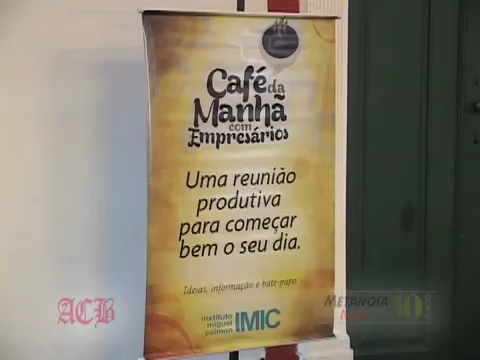 Café da
Manhã
com
Empresários
Uma reunião
produtiva
para começar
bem o seu dia.
Ideias, informação e bate-papo
instituto
miguel
calmon
IMIC
ACB
METANOIA
10